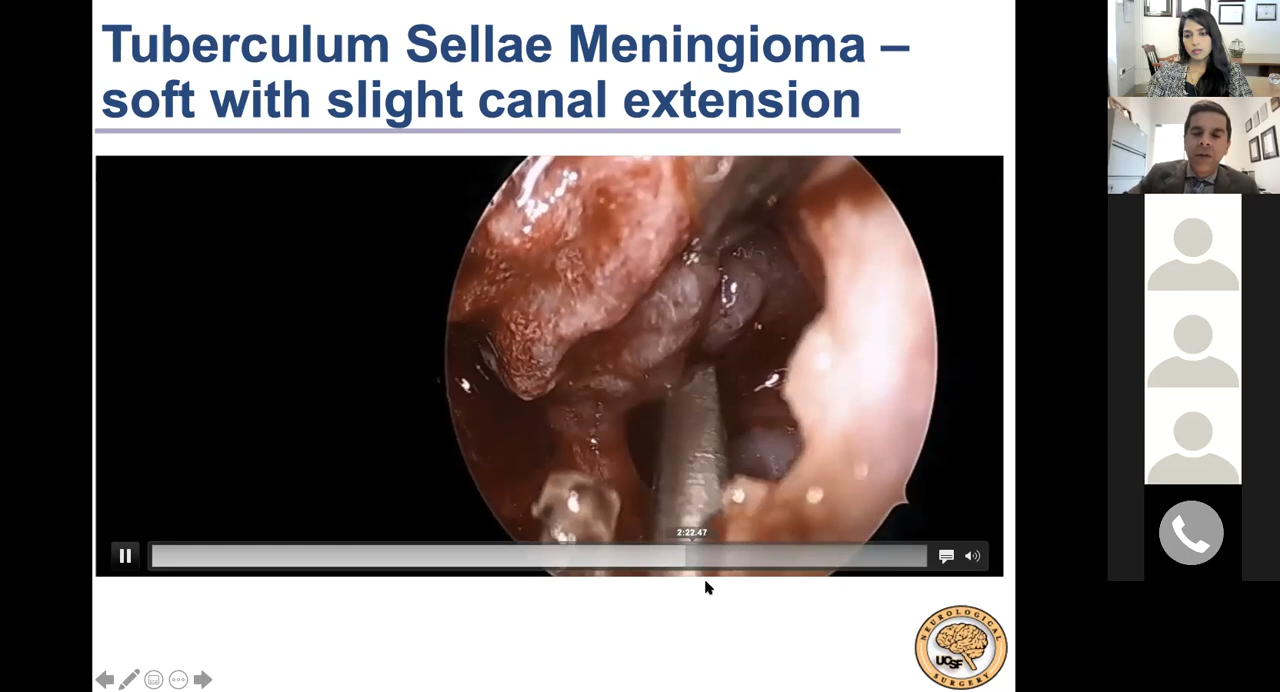 Tuberculum Sellae Meningioma –
soft with slight canal extension
2:22.47
NEUROLOGICAL
UCSF
SURGERY